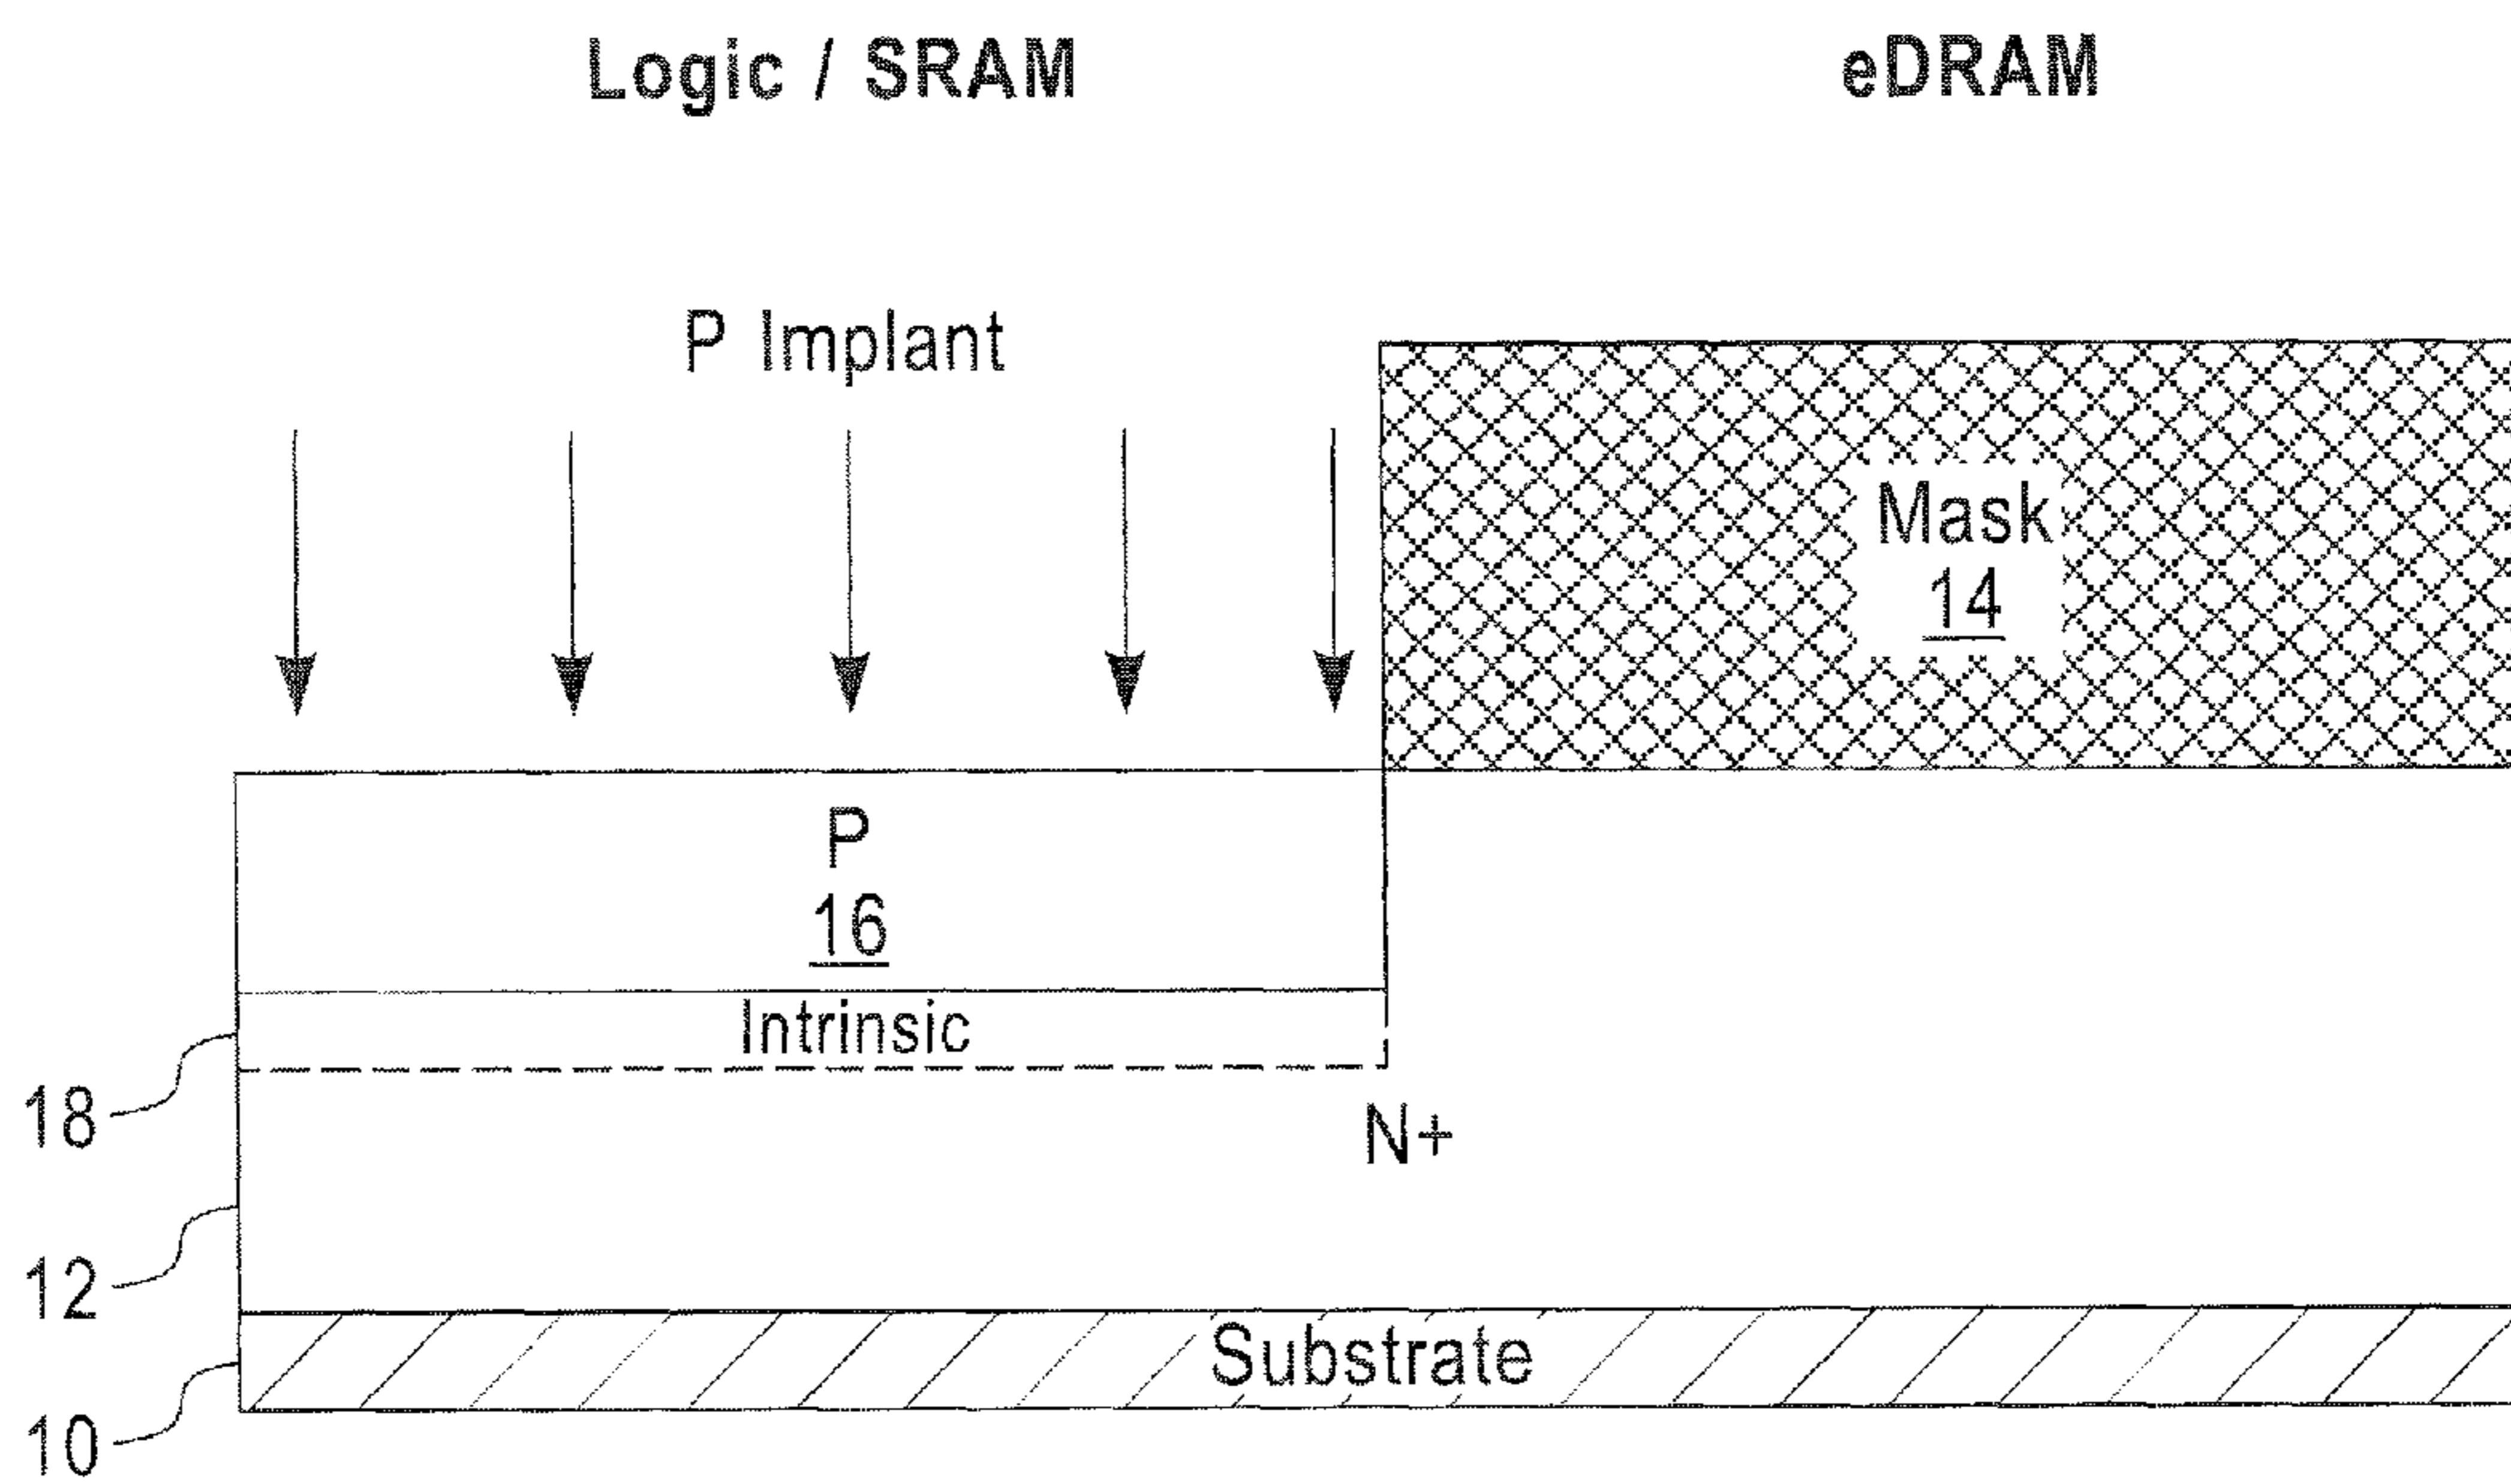 Logic / SRAM
eDRAM
P Implant
Mask
14
P
16
Intrinsic
18
N+
12
Substrate
10